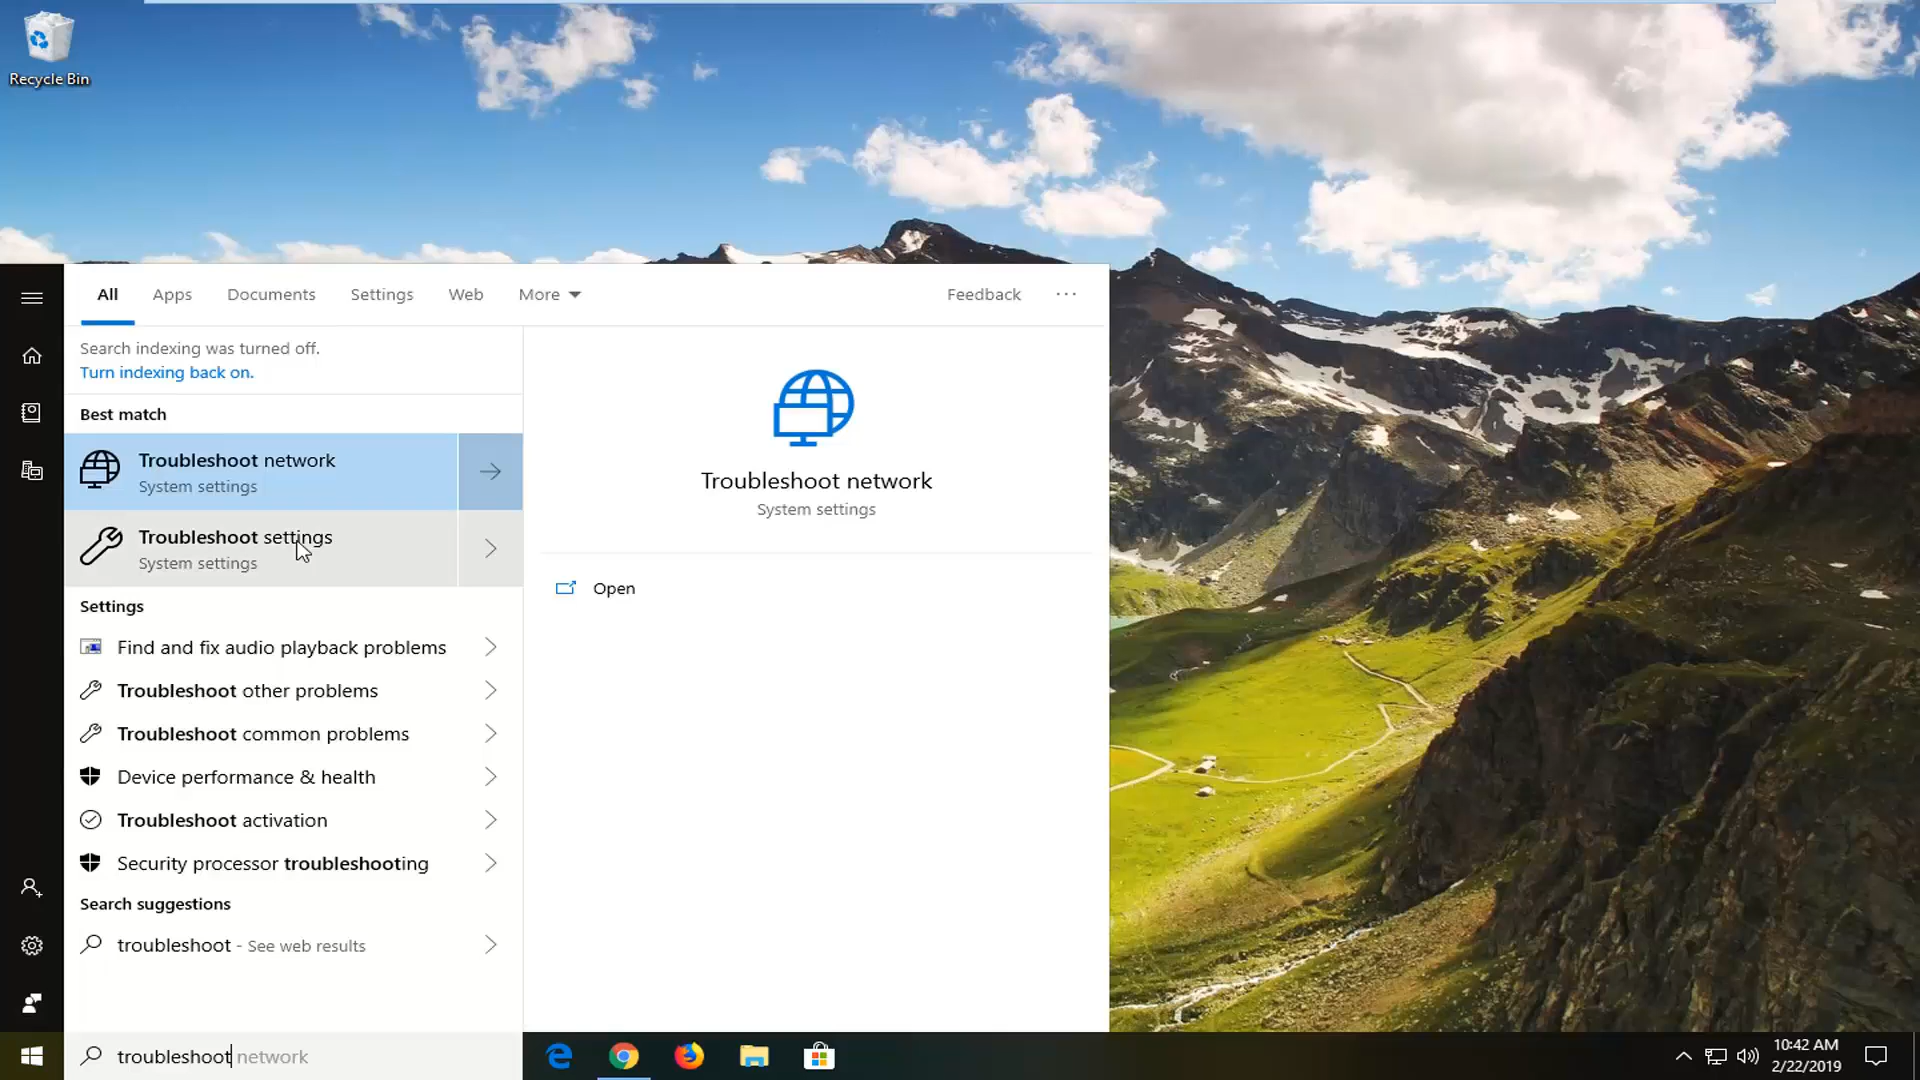 Recycle Bin
All Apps Documents Settings Web More Feedback ...
Search indexing was turned off.
Turn indexing back on.
Best match
Troubleshoot network
System settings
Troubleshoot settings
System settings
Settings
Find and fix audio playback problems
Troubleshoot other problems
Troubleshoot common problems
Device performance & health
Troubleshoot activation
Security processor troubleshooting
Search suggestions
troubleshoot - See web results
Troubleshoot network
System settings
Open
troubleshoot network
10:42 AM
2/22/2019